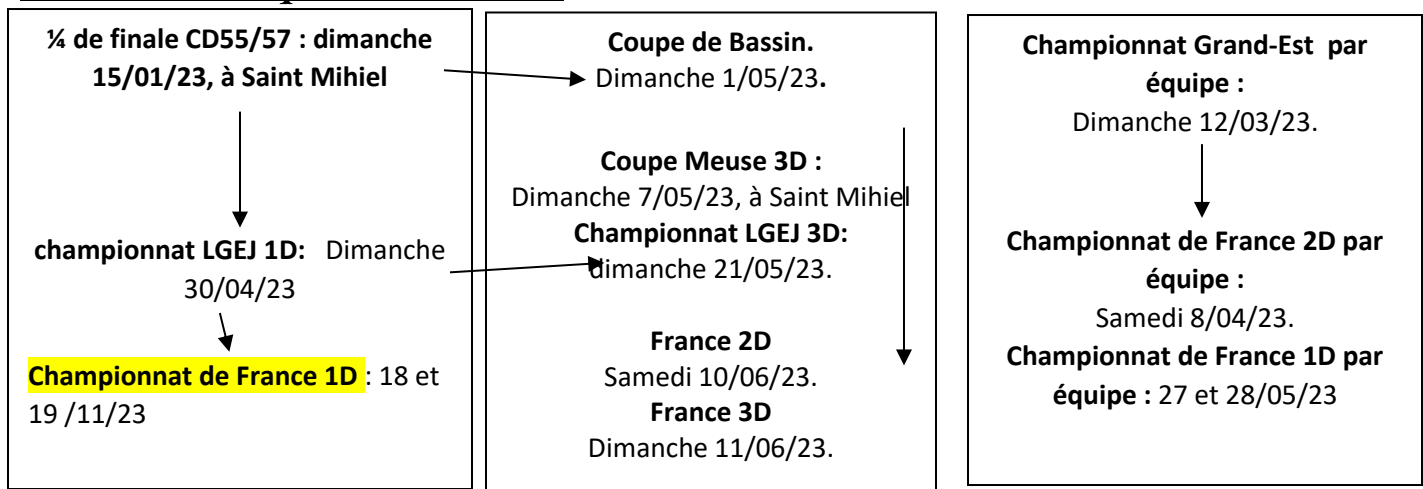 ¼ de finale CD55/57 : dimanche
15/01/23, à Saint Mihiel
championnat LGEJ 1D: Dimanche
30/04/23
Championnat de France 1D : 18 et
19 /11/23
Coupe de Bassin.
Dimanche 1/05/23.
Coupe Meuse 3D :
Dimanche 7/05/23, à Saint Mihiel
Championnat LGEJ 3D:
dimanche 21/05/23.
France 2D
Samedi 10/06/23.
France 3D
Dimanche 11/06/23.
Championnat Grand-Est par
équipe :
Dimanche 12/03/23.
Championnat de France 2D par
équipe :
Samedi 8/04/23.
Championnat de France 1D par
équipe : 27 et 28/05/23